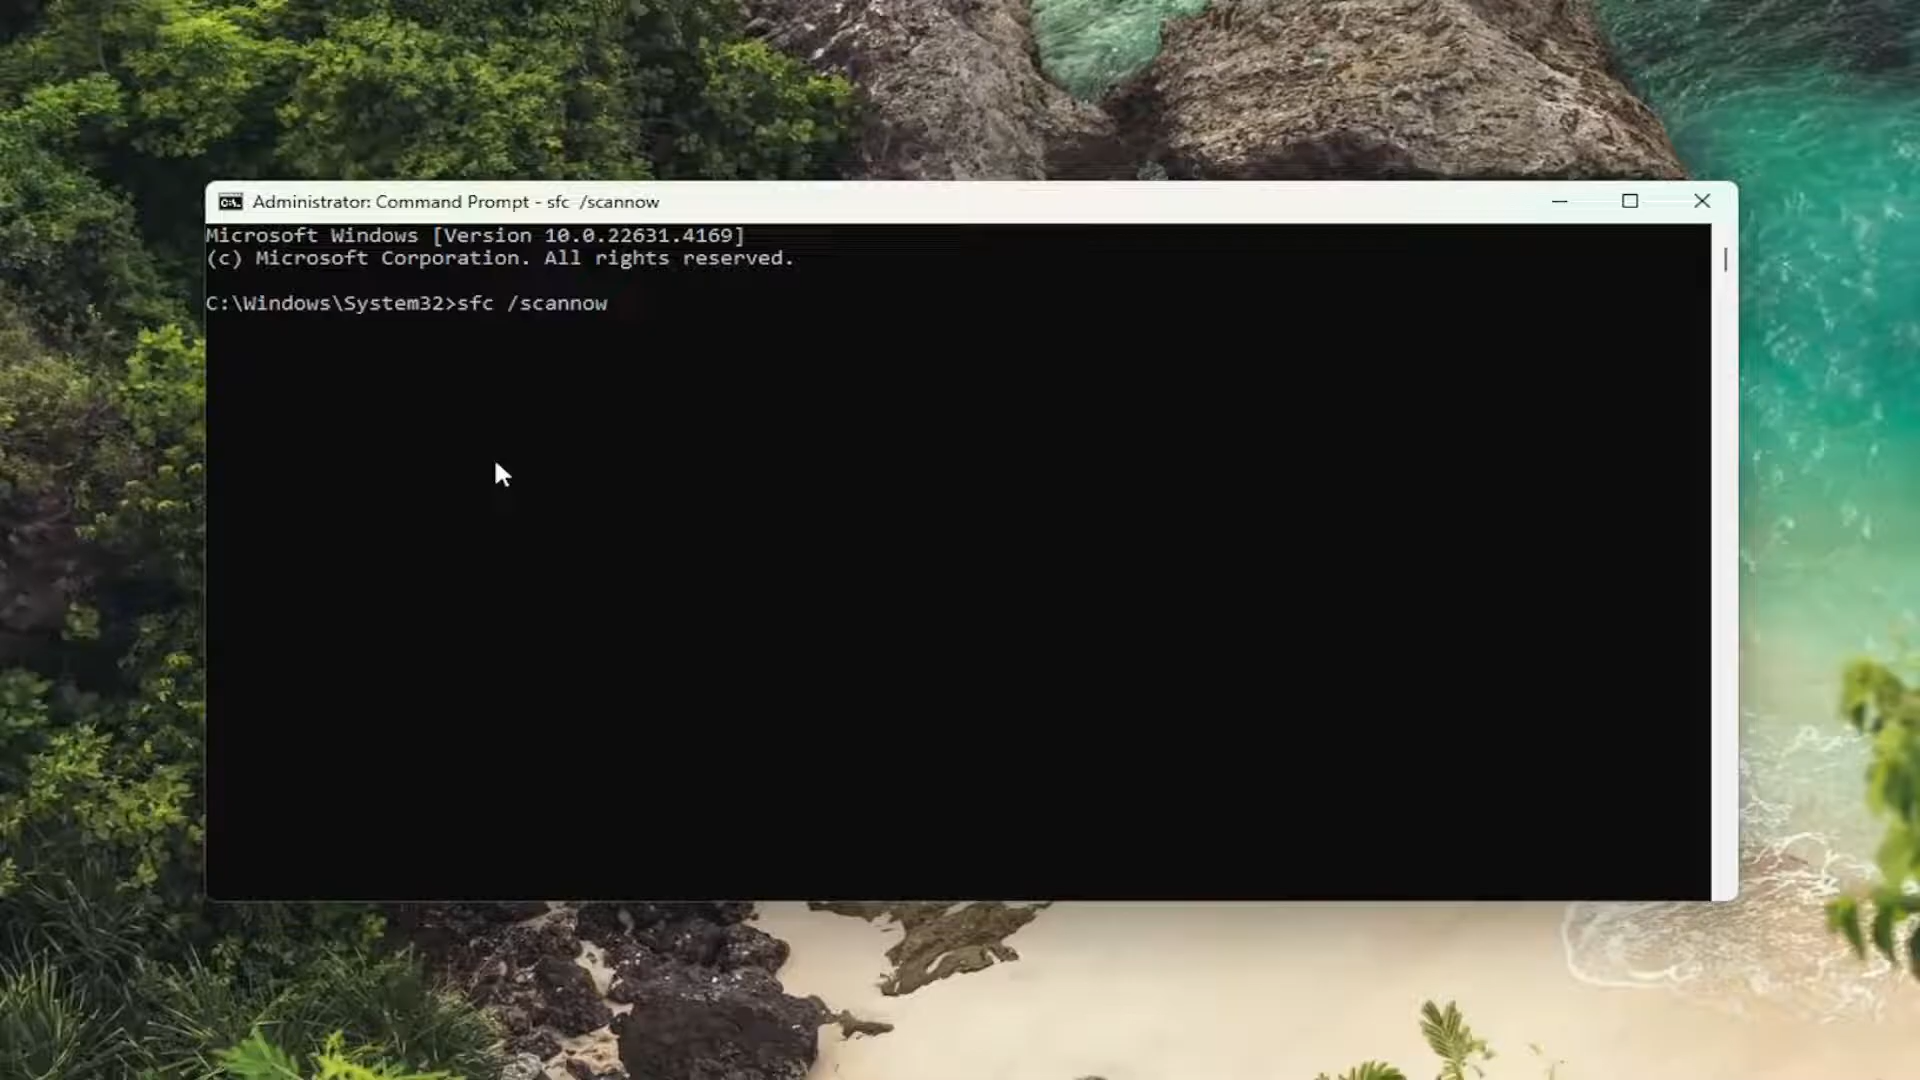 Administrator: Command Prompt - sfc  /scannow
Microsoft Windows [Version 10.0.22631.4169]
(c) Microsoft Corporation. All rights reserved.
C:\Windows\System32>sfc /scannow